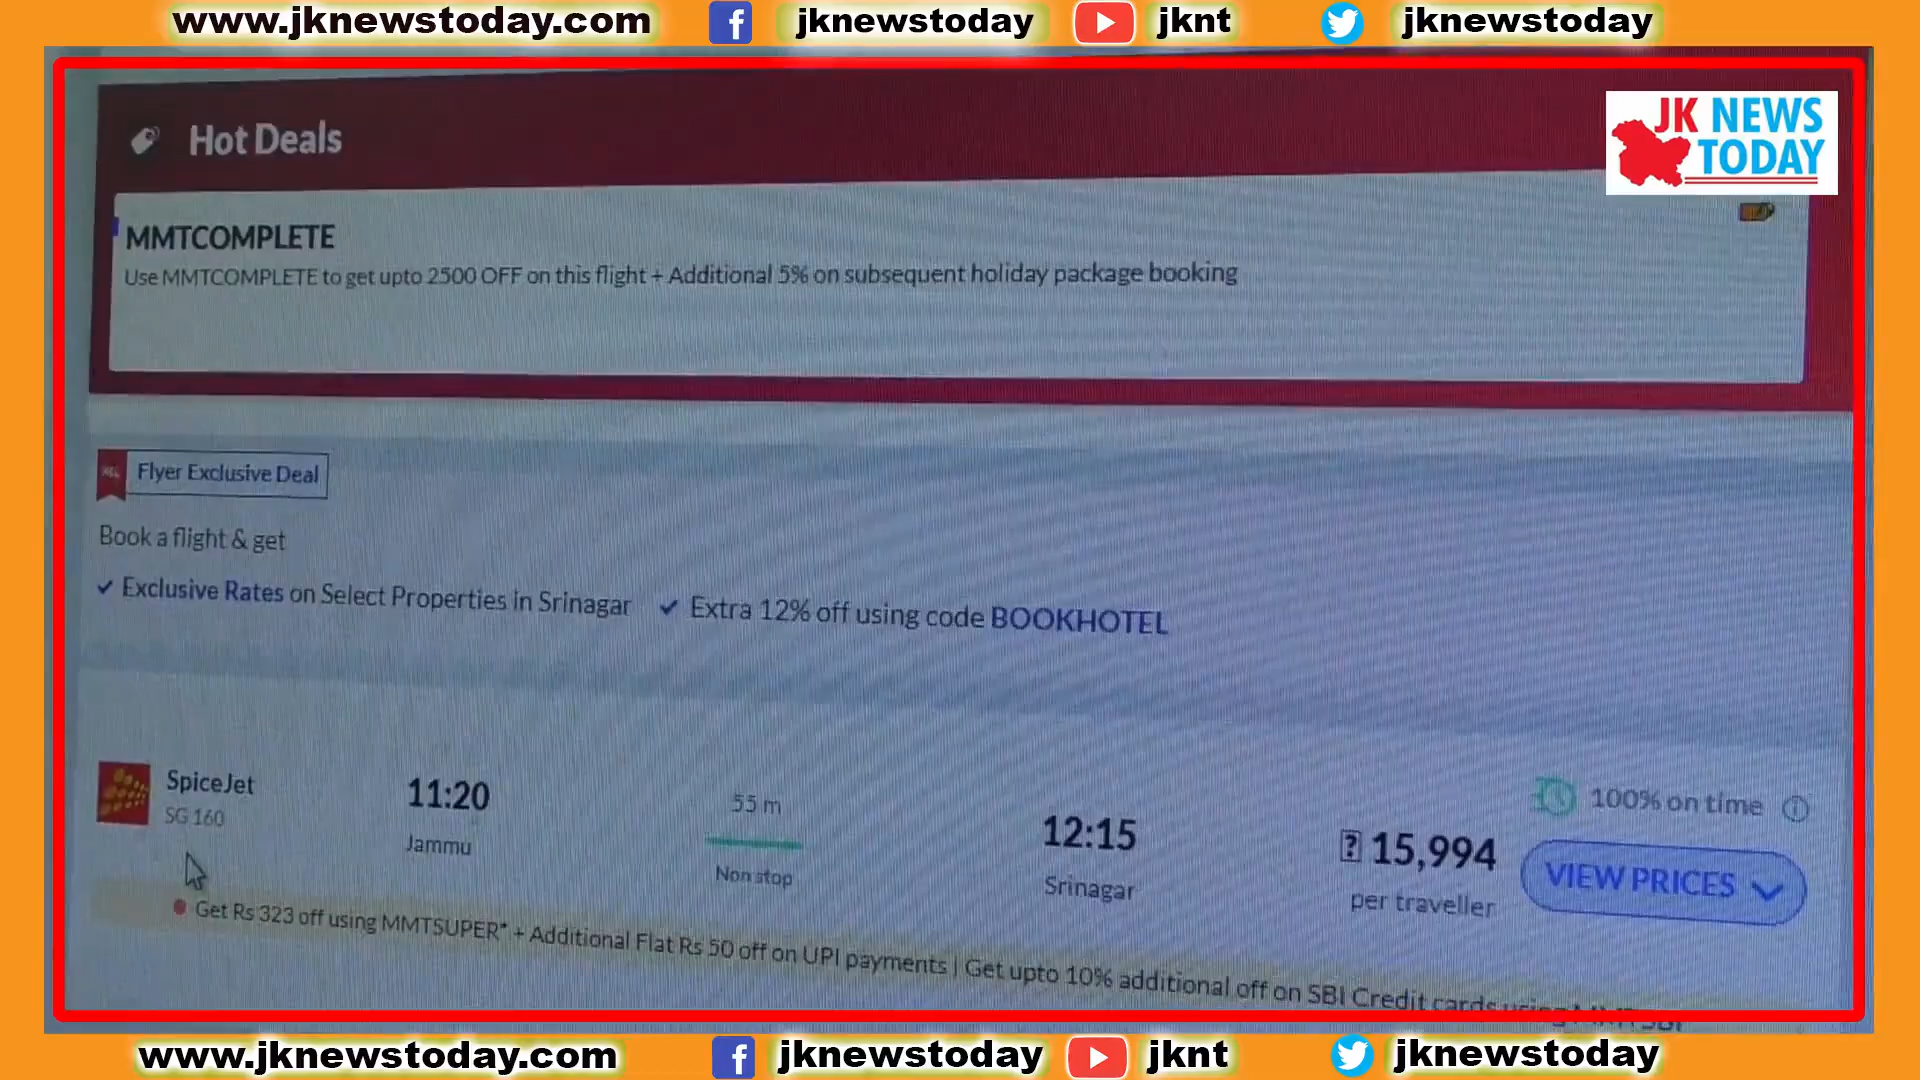 www.jknewstoday.com jknewstoday jknt jknewstoday
JK NEWS
TODAY
Hot Deals
MMTCOMPLETE
Use MMTCOMPLETE to get upto 2500 OFF on this flight + Additional 5% on subsequent holiday package booking
Flyer Exclusive Deal
Book a flight & get
Exclusive Rates on Select Properties in Srinagar Extra 12% off using code BOOKHOTEL
SpiceJet
SG 160
11:20
Jammu
55 m
Non stop
12:15
Srinagar
15,994
per traveller
100% on time
VIEW PRICES
Get Rs 323 off using MMTSUPER* + Additional Flat Rs 50 off on UPI payments | Get upto 10% additional off on SBI Credit cards using
www.jknewstoday.com jknewstoday jknt jknewstoday